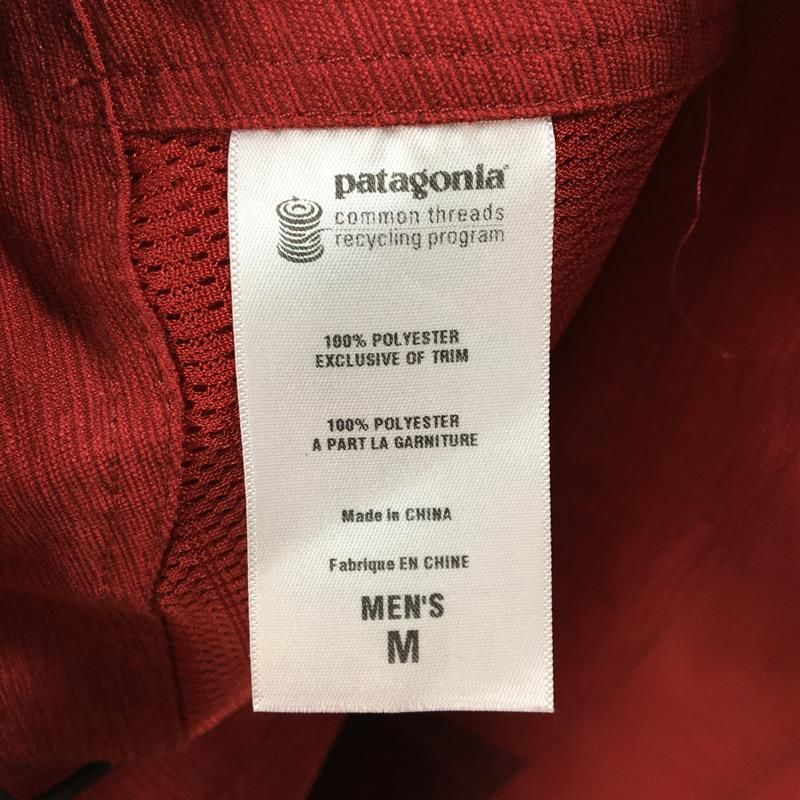 patagonia®
common threads
recycling program
100% POLYESTER
EXCLUSIVE OF TRIM
100% POLYESTER
A PART LA GARNITURE
Made in CHINA
Fabrique EN CHINE
MEN'S
M